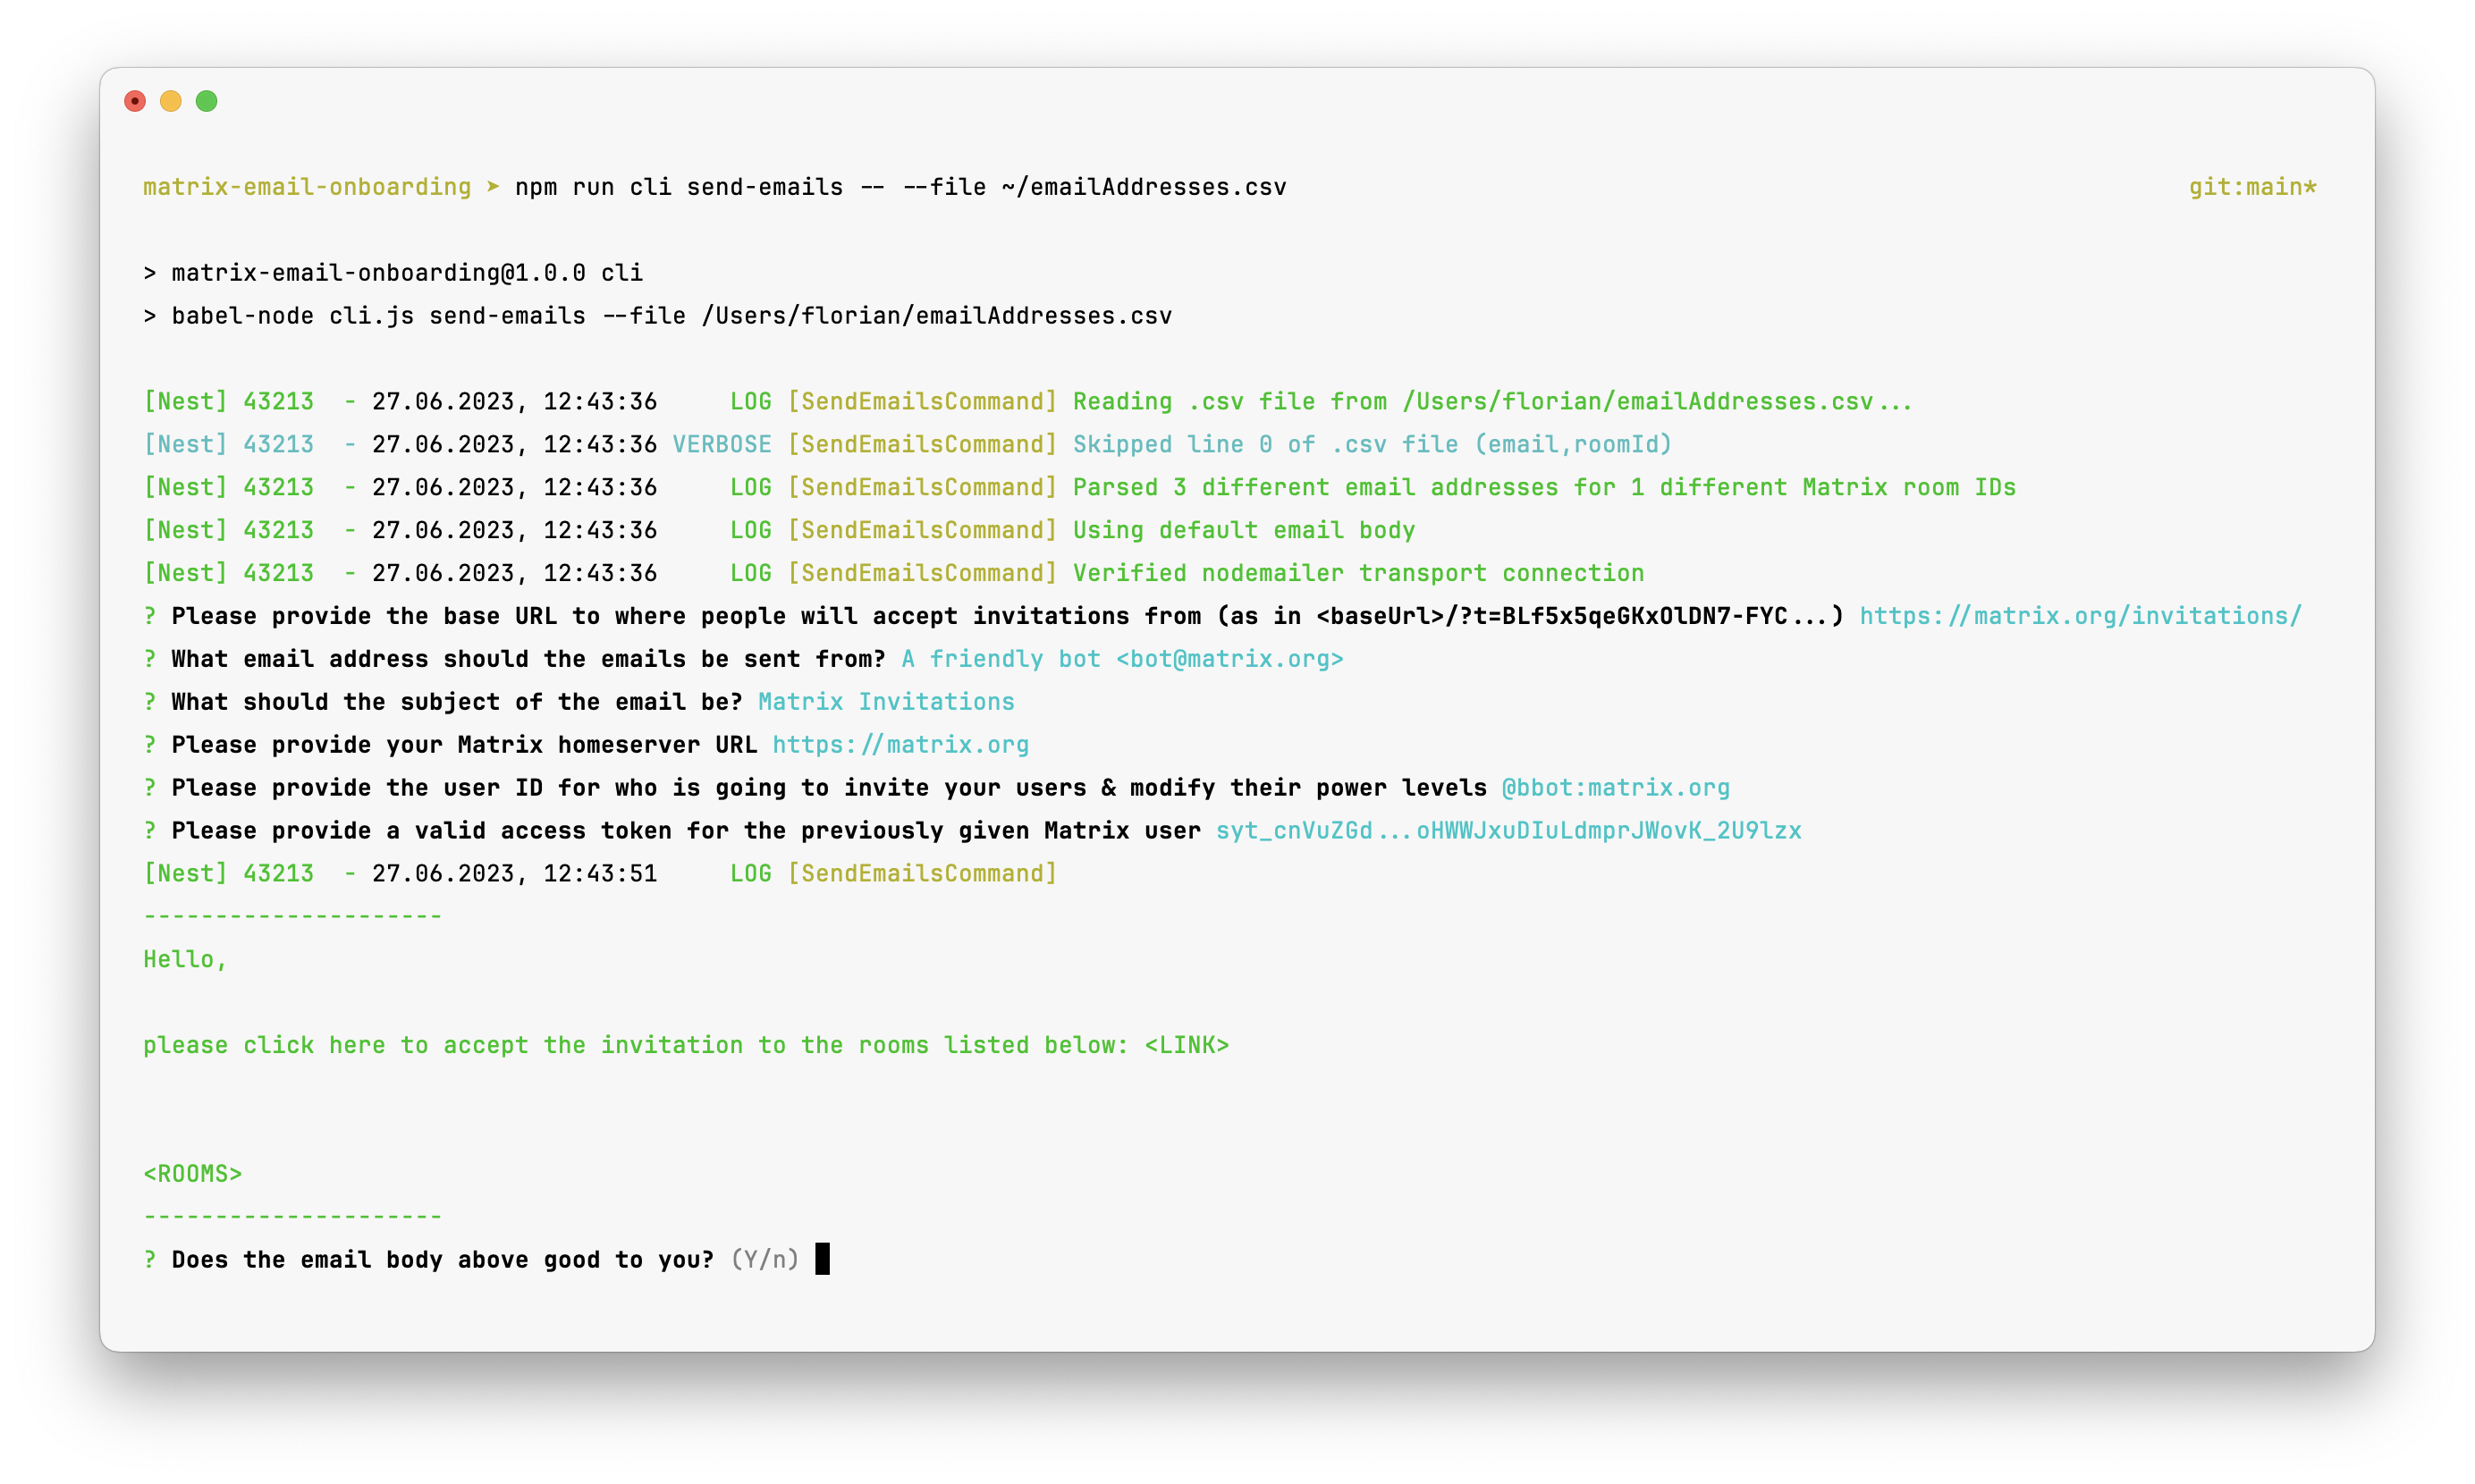 matrix-email-onboarding ➤ npm run cli send-emails -- --file ~/emailAddresses.csv git:main*
> matrix-email-onboarding@1.0.0 cli
> babel-node cli.js send-emails --file /Users/florian/emailAddresses.csv
[Nest] 43213  - 27.06.2023, 12:43:36     LOG [SendEmailsCommand] Reading .csv file from /Users/florian/emailAddresses.csv...
[Nest] 43213  - 27.06.2023, 12:43:36 VERBOSE [SendEmailsCommand] Skipped line 0 of .csv file (email,roomId)
[Nest] 43213  - 27.06.2023, 12:43:36     LOG [SendEmailsCommand] Parsed 3 different email addresses for 1 different Matrix room IDs
[Nest] 43213  - 27.06.2023, 12:43:36     LOG [SendEmailsCommand] Using default email body
[Nest] 43213  - 27.06.2023, 12:43:36     LOG [SendEmailsCommand] Verified nodemailer transport connection
? Please provide the base URL to where people will accept invitations from (as in <baseUrl>/?t=BLf5x5qeGKxOlDN7-FYC...) https://matrix.org/invitations/
? What email address should the emails be sent from? A friendly bot <bot@matrix.org>
? What should the subject of the email be? Matrix Invitations
? Please provide your Matrix homeserver URL https://matrix.org
? Please provide the user ID for who is going to invite your users & modify their power levels @bbot:matrix.org
? Please provide a valid access token for the previously given Matrix user syt_cnVuZGd...oHWWJxuDIuLdmprJWovK_2U9lzx
[Nest] 43213  - 27.06.2023, 12:43:51     LOG [SendEmailsCommand]
---------------------
Hello,
please click here to accept the invitation to the rooms listed below: <LINK>
<ROOMS>
---------------------
? Does the email body above good to you? (Y/n)